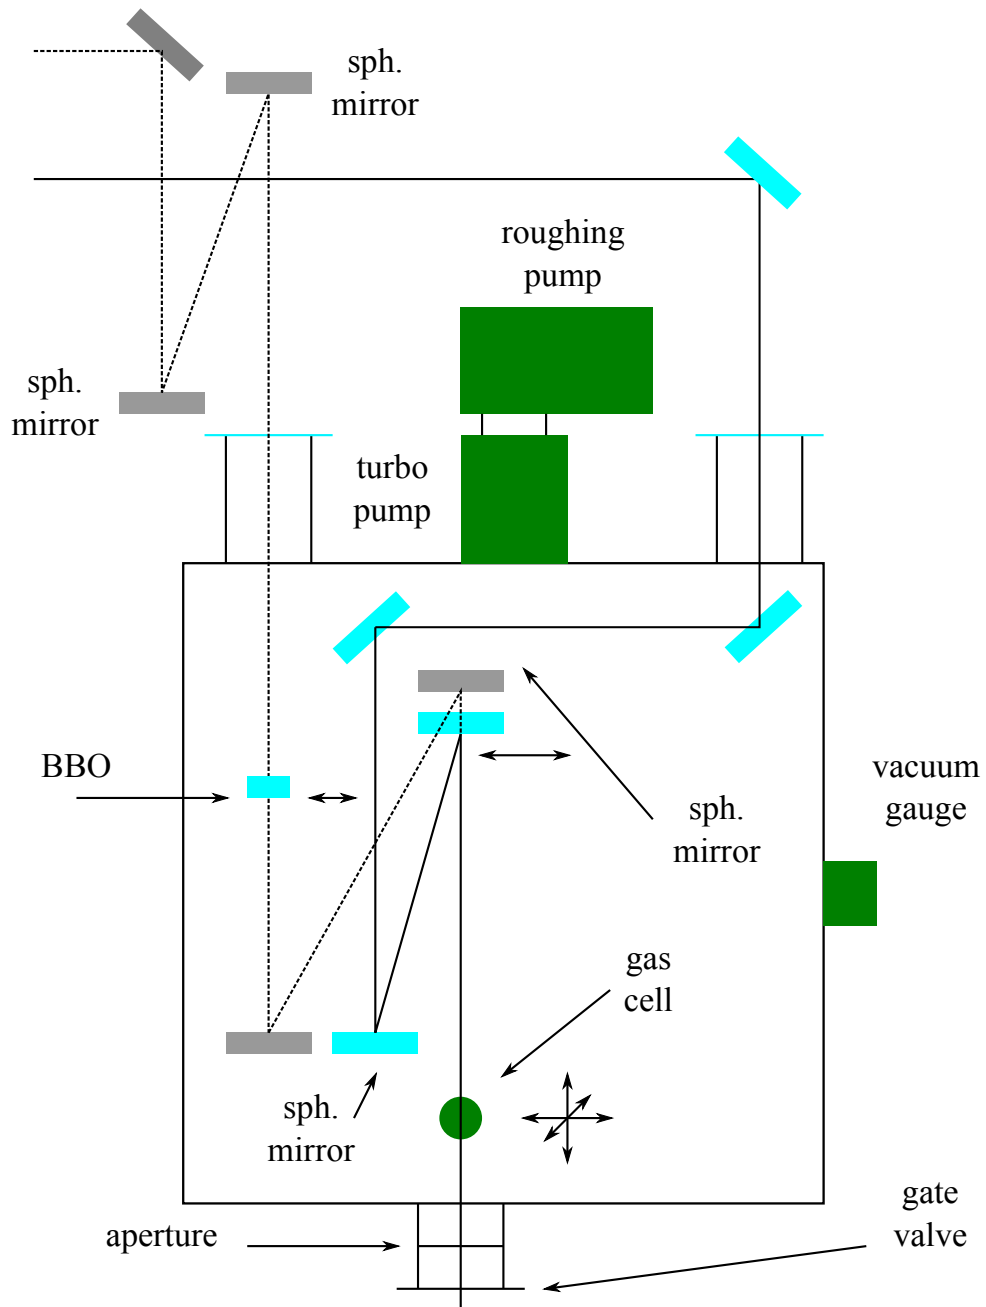 sph.
mirror
roughing
pump
sph.
mirror
turbo
pump
BBO
vacuum
gauge
sph.
mirror
gas
cell
sph.
mirror
gate
valve
aperture